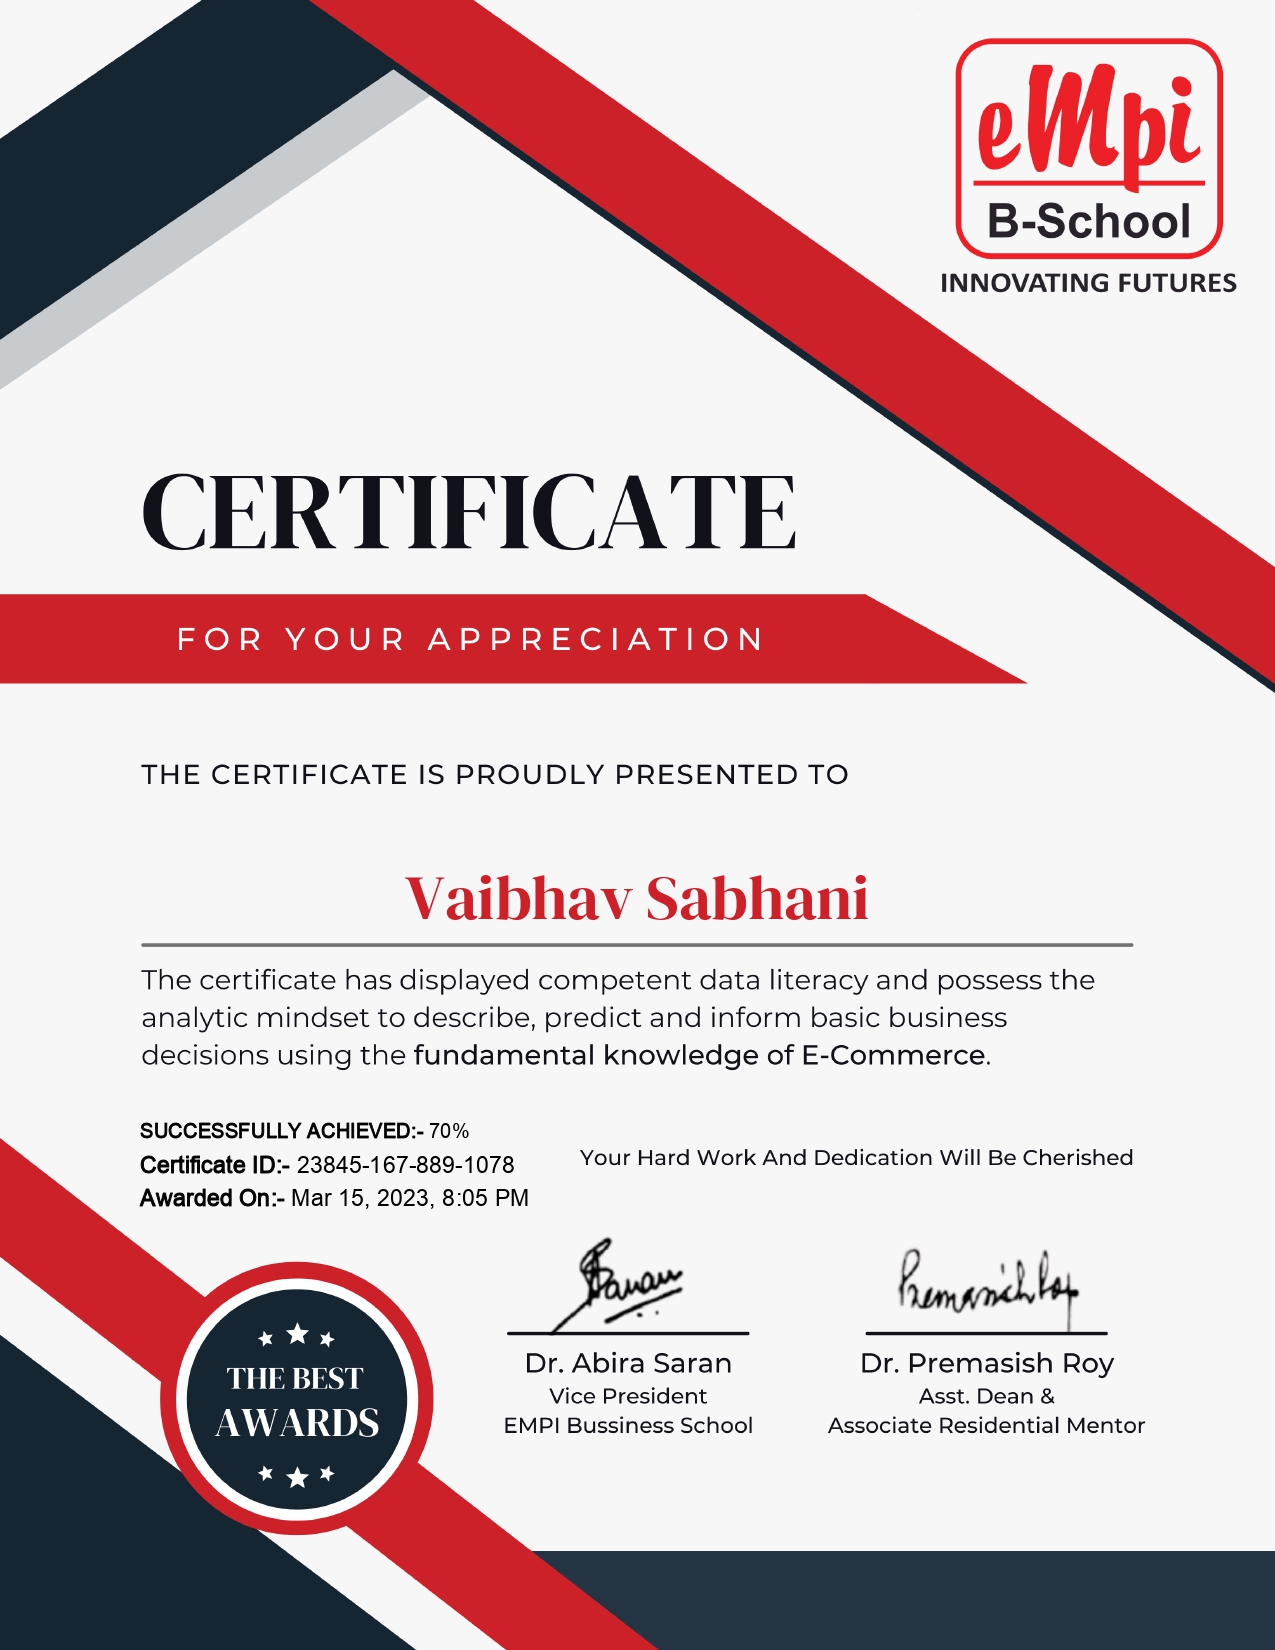 eMpi
B-School
INNOVATING FUTURES
CERTIFICATE
FOR YOUR APPRECIATION
THE CERTIFICATE IS PROUDLY PRESENTED TO
Vaibhav Sabhani
The certificate has displayed competent data literacy and possess the
analytic mindset to describe, predict and inform basic business
decisions using the fundamental knowledge of E-Commerce.
SUCCESSFULLY ACHIEVED:- 70%
Certificate ID:- 23845-167-889-1078
Awarded On:- Mar 15, 2023, 8:05 PM
Your Hard Work And Dedication Will Be Cherished
THE BEST
AWARDS
ASaran
Dr. Abira Saran
Vice President
EMPI Bussiness School
Premasish Roy
Dr. Premasish Roy
Asst. Dean &
Associate Residential Mentor